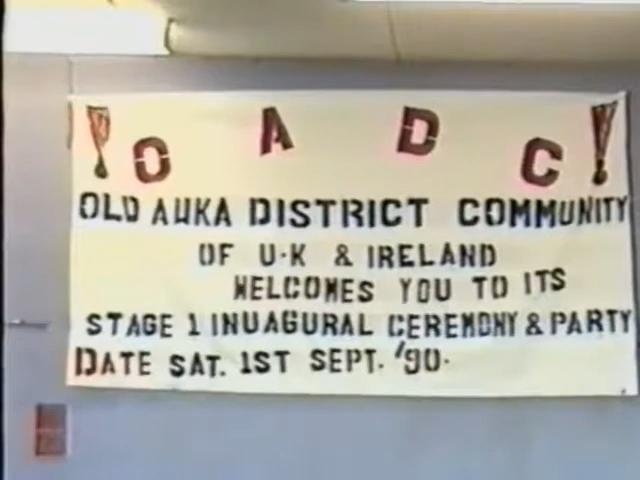 ! O A D C !
OLD AUKA DISTRICT COMMUNITY
OF U·K & IRELAND
WELCOMES YOU TO ITS
STAGE 1 INUAGURAL CEREMONY & PARTY
DATE SAT. 1ST SEPT. '90.